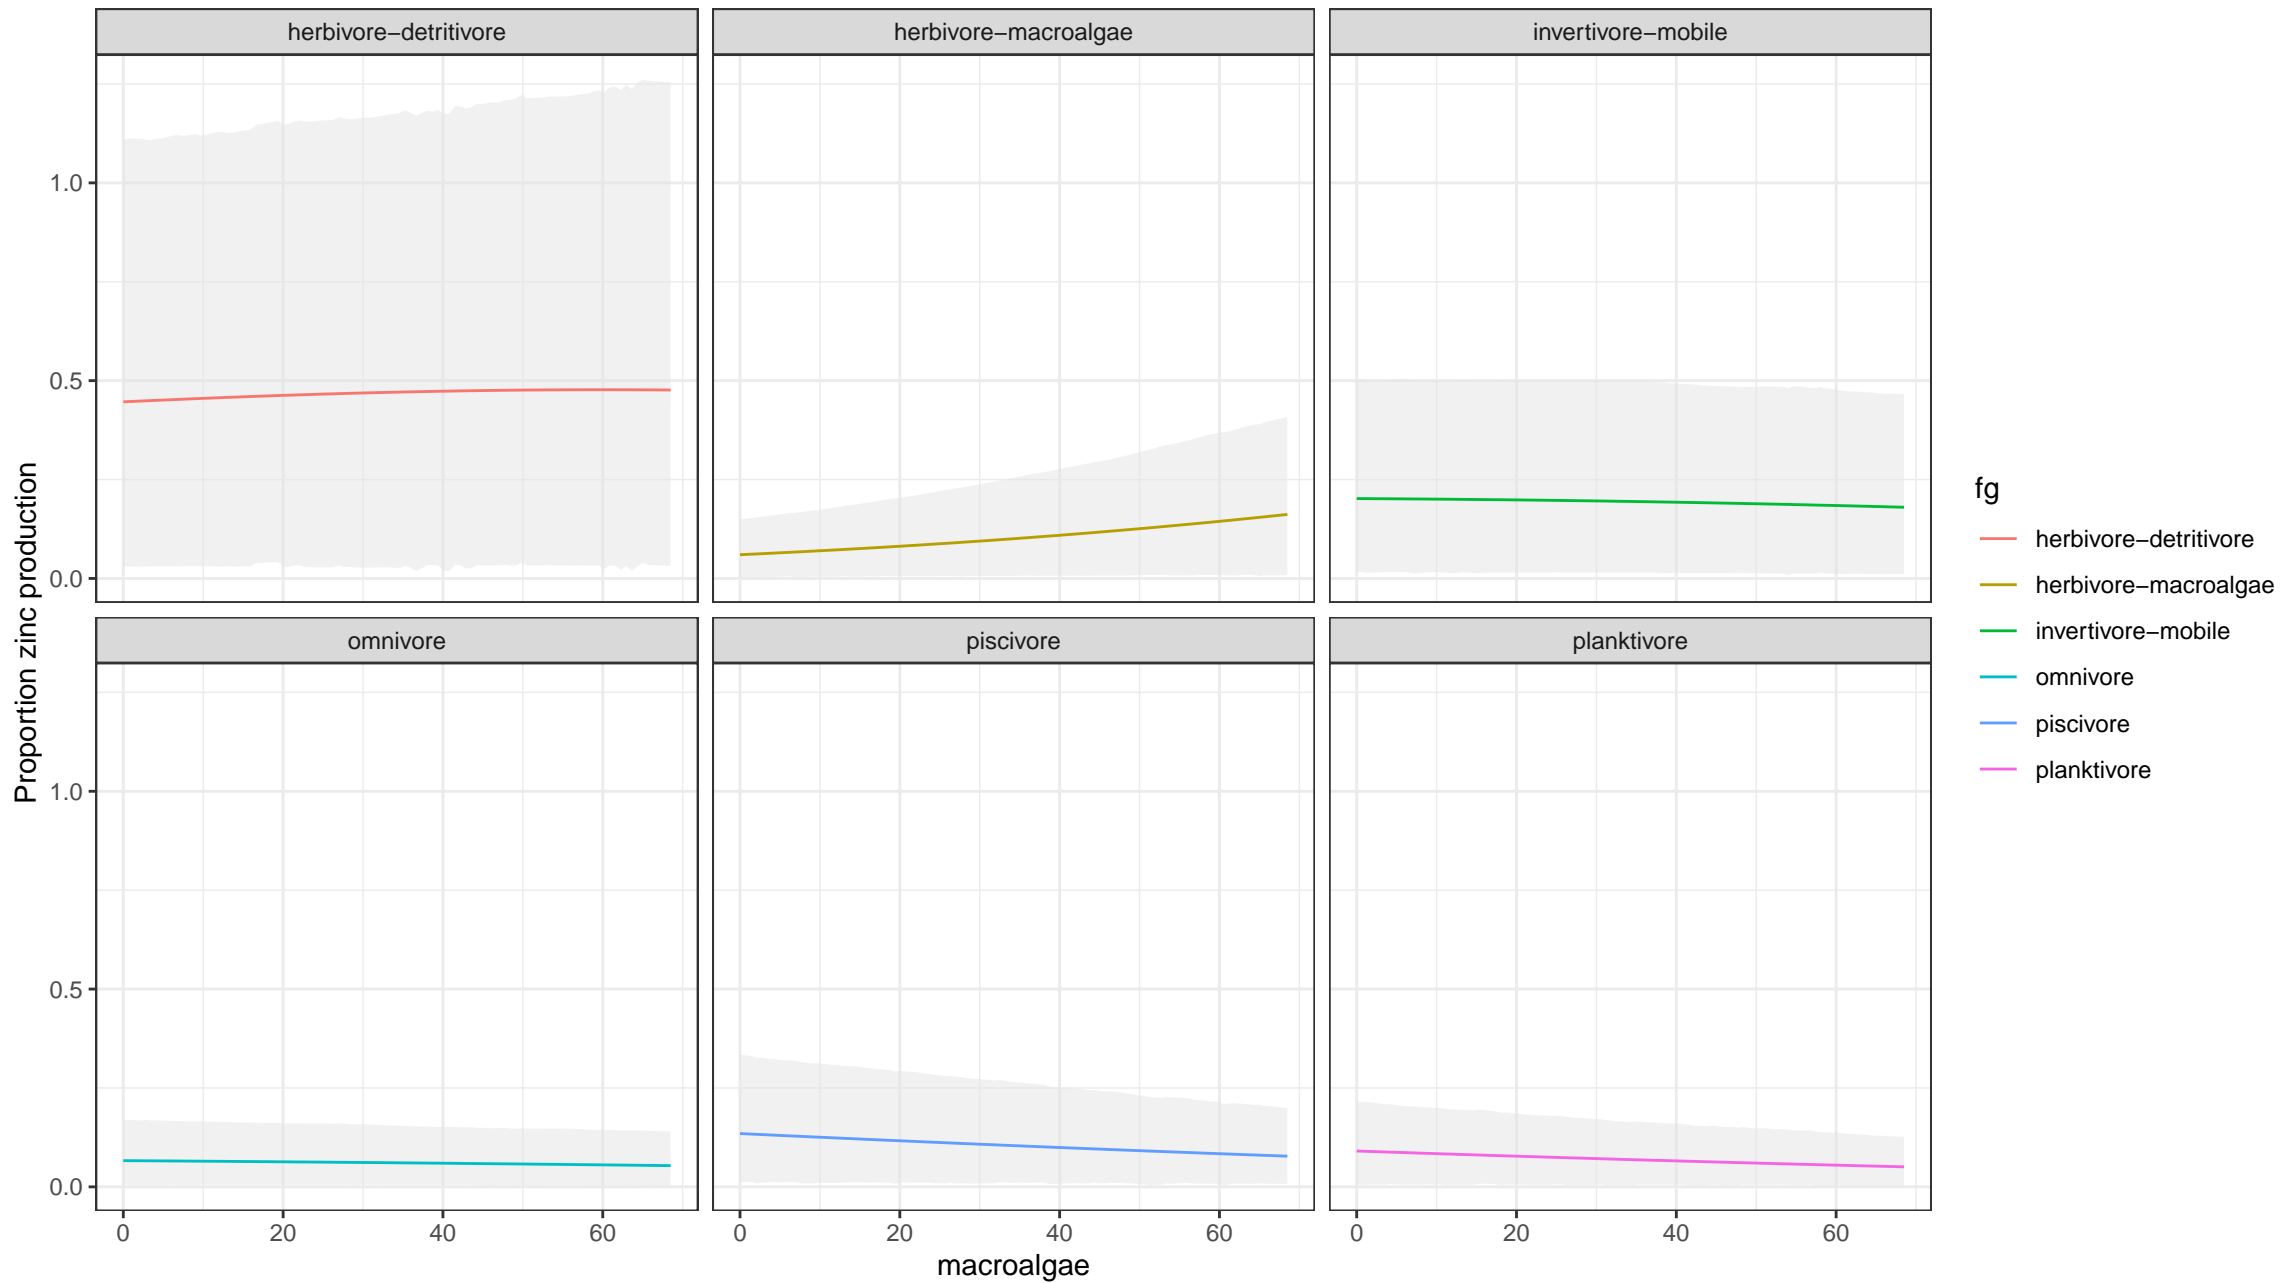 herbivore−detritivore
herbivore−macroalgae
invertivore−mobile
1.0
0.5
0.0
omnivore
piscivore
planktivore
1.0
0.5
0.0
0 20 40 60
0 20 40 60
0 20 40 60
macroalgae
Proportion zinc production
fg
herbivore−detritivore
herbivore−macroalgae
invertivore−mobile
omnivore
piscivore
planktivore